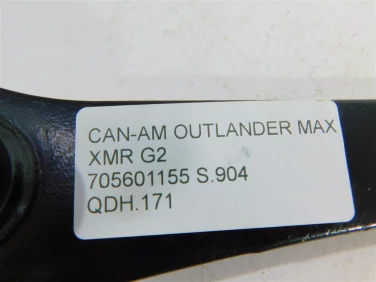 CAN-AM OUTLANDER MAX
XMR G2
705601155 S.904
QDH.171